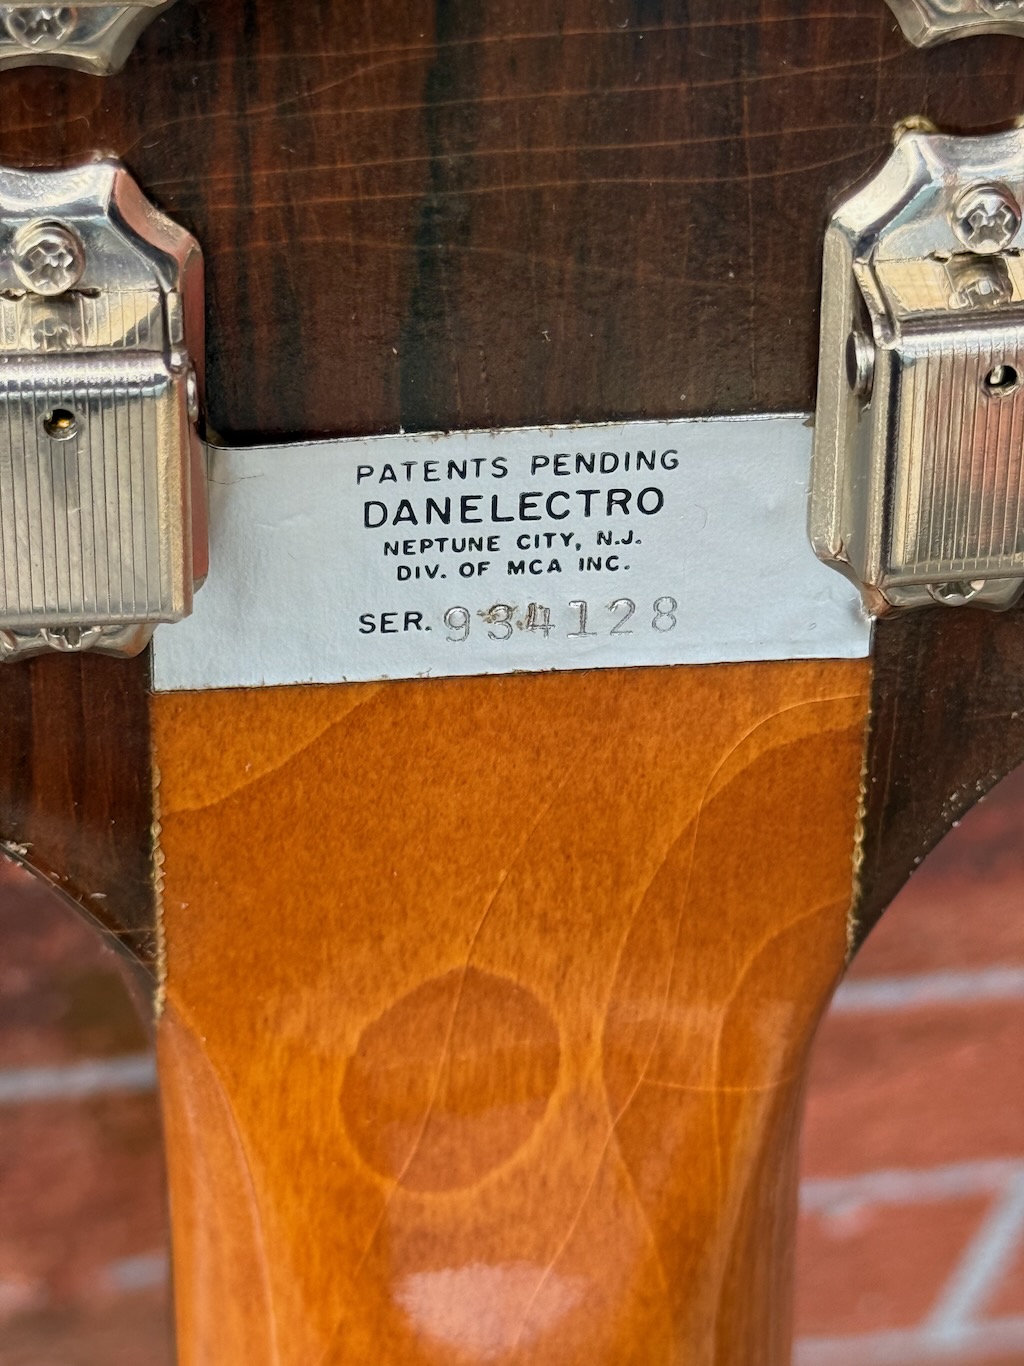 PATENTS PENDING
DANELECTRO
NEPTUNE CITY, N.J.
DIV. OF MCA INC.
SER. 934128